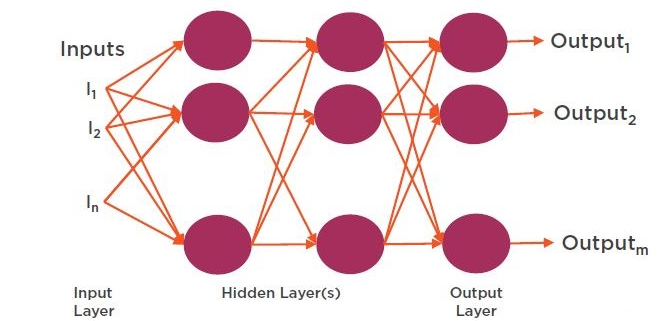 Inputs
I₁
I₂
Iₙ
Output₁
Output₂
Outputₘ
Input
Layer
Hidden Layer(s)
Output
Layer